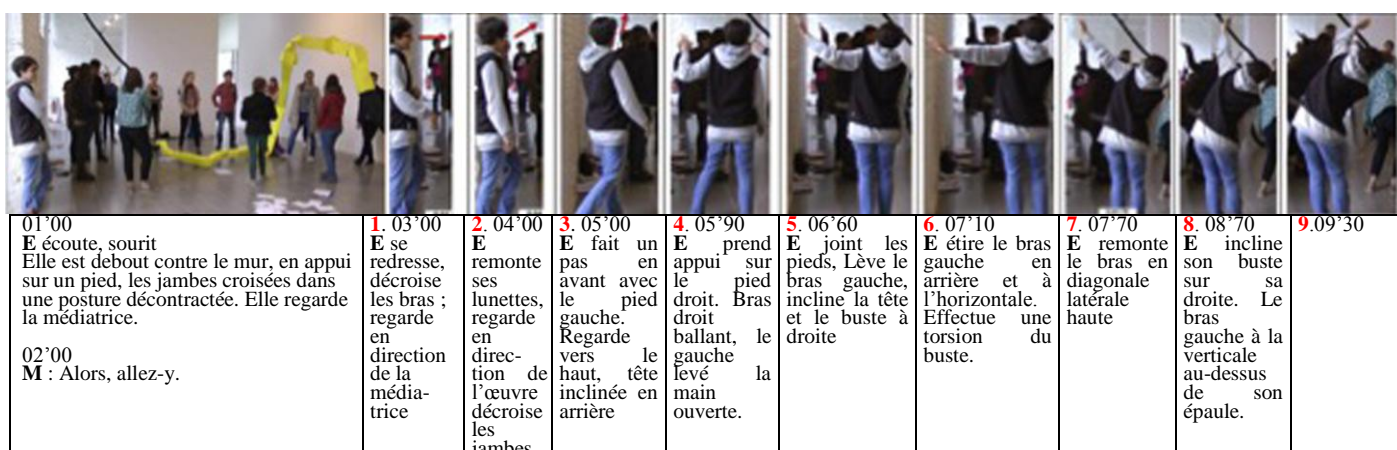 01’00
E écoute, sourit
Elle est debout contre le mur, en appui
sur un pied, les jambes croisées dans
une posture décontractée. Elle regarde
la médiatrice.
02’00
M : Alors, allez-y.
1. 03’00
E se
redresse,
décroise
les bras ;
regarde
en
direction
de la
média-
trice
2. 04’00
E
remonte
ses
lunettes,
regarde
en
direc-
tion de
l’œuvre
décroise
les
jambes
3. 05’00
E fait un
pas en
avant avec
le pied
gauche.
Regarde
vers le
haut, tête
inclinée en
arrière
4. 05’90
E prend
appui sur
le pied
droit. Bras
droit
ballant, le
gauche
levé la
main
ouverte.
5. 06’60
E joint les
pieds, Lève le
bras gauche,
incline la tête
et le buste à
droite
6. 07’10
E étire le bras
gauche en
arrière et à
l’horizontale.
Effectue une
torsion du
buste.
7. 07’70
E remonte
le bras en
diagonale
latérale
haute
8. 08’70
E incline
son buste
sur sa
droite. Le
bras
gauche à la
verticale
au-dessus
de son
épaule.
9.09’30